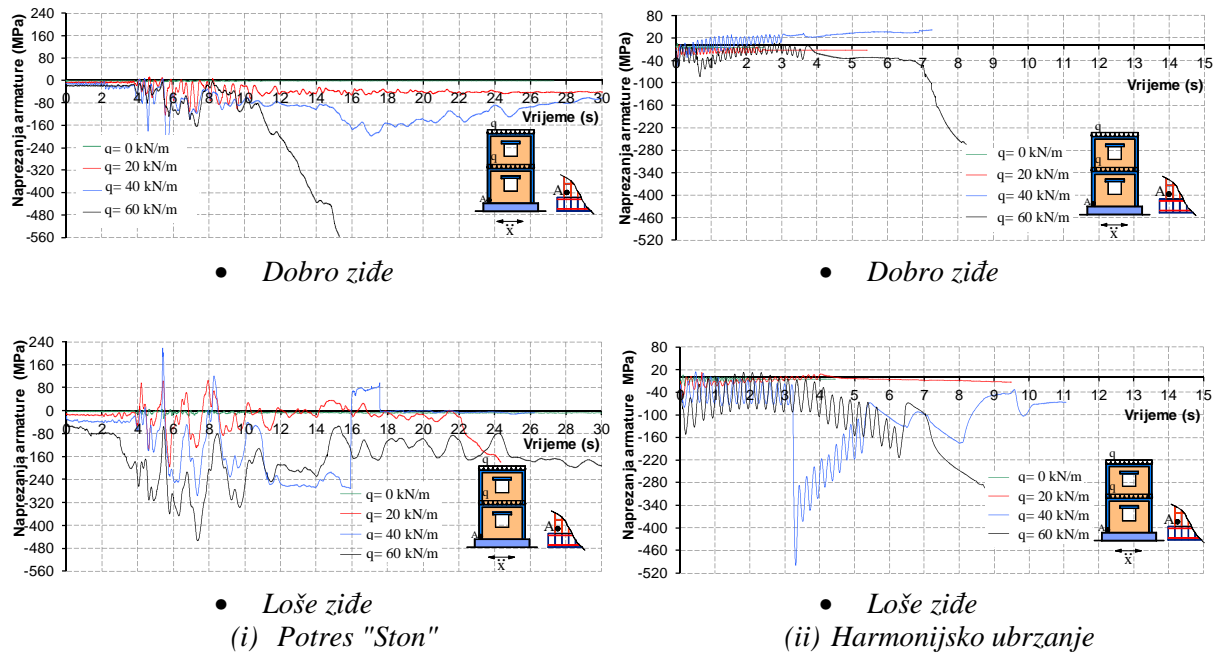 Naprezanja armature (MPa)
240
160
80
0
-80
-160
-240
-320
-400
-480
-560
0 2 4 6 8 10 12 14 16 18 20 22 24 26 28 30
Vrijeme (s)
q= 0 kN/m
q= 20 kN/m
q= 40 kN/m
q= 60 kN/m
q
q
A
A
ẍ
• Dobro ziđe
Naprezanja armature (MPa)
80
20
-40
-100
-160
-220
-280
-340
-400
-460
-520
0 1 2 3 4 5 6 7 8 9 10 11 12 13 14 15
Vrijeme (s)
q= 0 kN/m
q= 20 kN/m
q= 40 kN/m
q= 60 kN/m
q
q
A
A
ẍ
• Dobro ziđe
Naprezanja armature (MPa)
240
160
80
0
-80
-160
-240
-320
-400
-480
-560
0 2 4 6 8 10 12 14 16 18 20 22 24 26 28 30
Vrijeme (s)
q= 0 kN/m
q= 20 kN/m
q= 40 kN/m
q= 60 kN/m
q
q
A
A
ẍ
• Loše ziđe
(i) Potres "Ston"
Naprezanja armature MPa)
80
20
-40
-100
-160
-220
-280
-340
-400
-460
-520
0 1 2 3 4 5 6 7 8 9 10 11 12 13 14 15
Vrijeme (s)
q= 0 kN/m
q= 20 kN/m
q= 40 kN/m
q= 60 kN/m
q
q
A
A
ẍ
• Loše ziđe
(ii) Harmonijsko ubrzanje